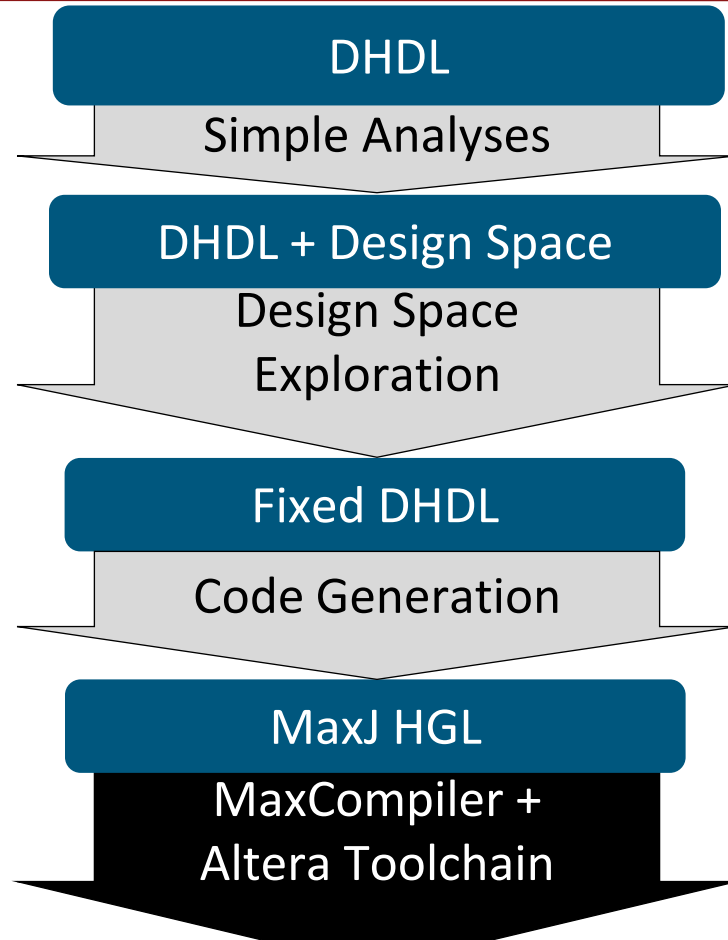 DHDL
Simple Analyses
DHDL + Design Space
Design Space
Exploration
Fixed DHDL
Code Generation
MaxJ HGL
MaxCompiler +
Altera Toolchain